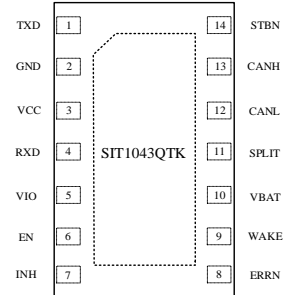 TXD 1 14 STBN
GND 2 13 CANH
VCC 3 12 CANL
RXD 4 SIT1043QTK 11 SPLIT
VIO 5 10 VBAT
EN 6 9 WAKE
INH 7 8 ERRN